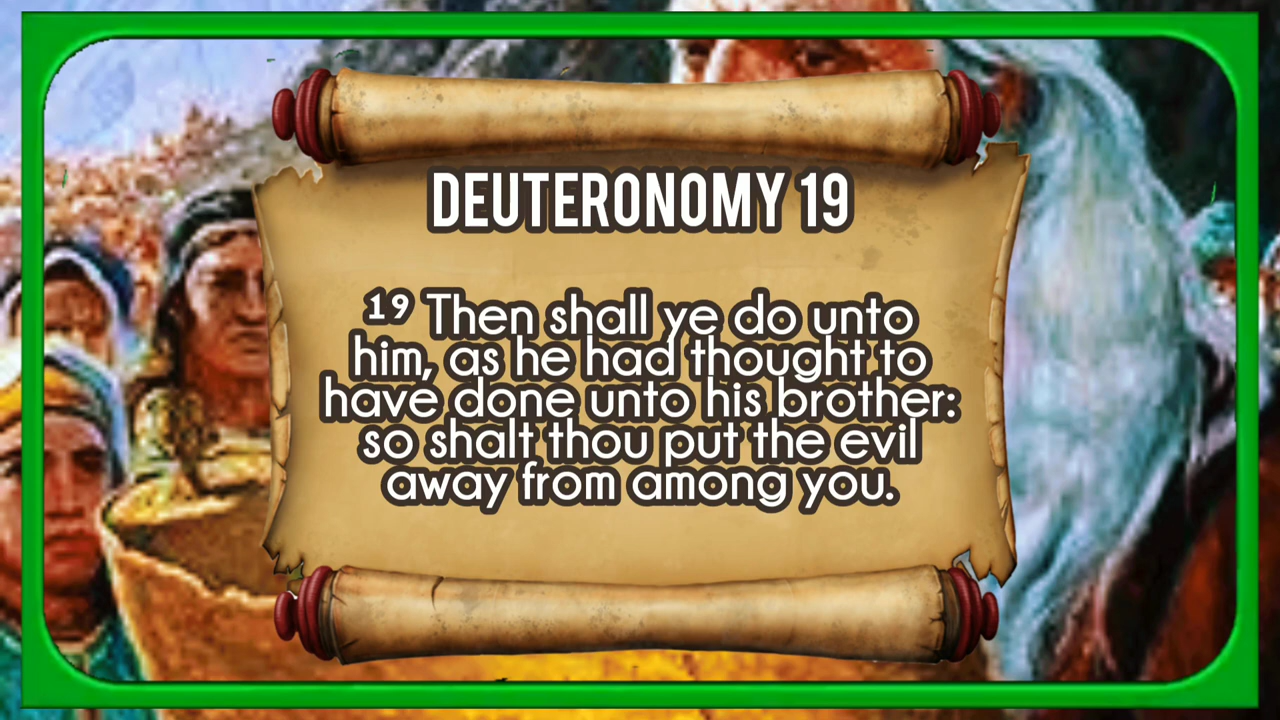 DEUTERONOMY 19
¹⁹ Then shall ye do unto
him, as he had thought to
have done unto his brother:
so shalt thou put the evil
away from among you.